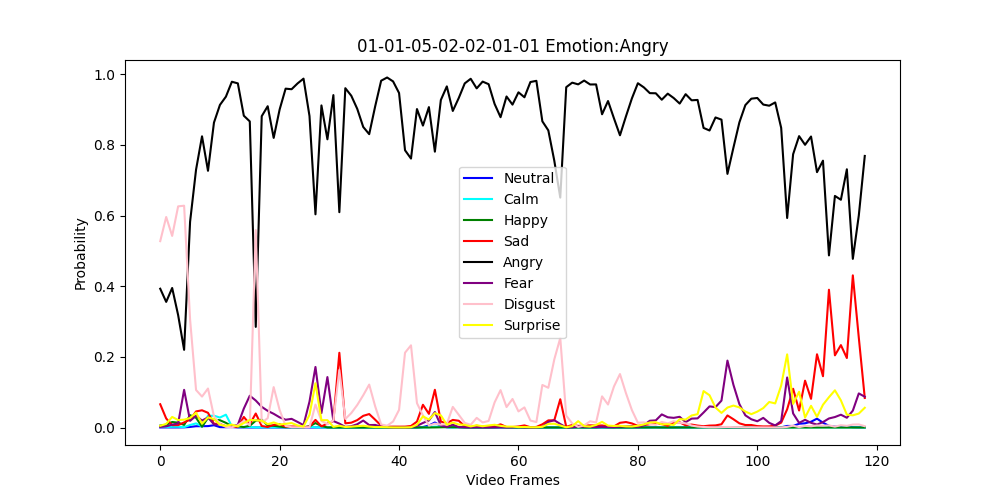 01-01-05-02-02-01-01 Emotion:Angry
1.0
0.8
0.6
0.4
0.2
0.0
Probability
Neutral
Calm
Happy
Sad
Angry
Fear
Disgust
Surprise
0 20 40 60 80 100 120
Video Frames